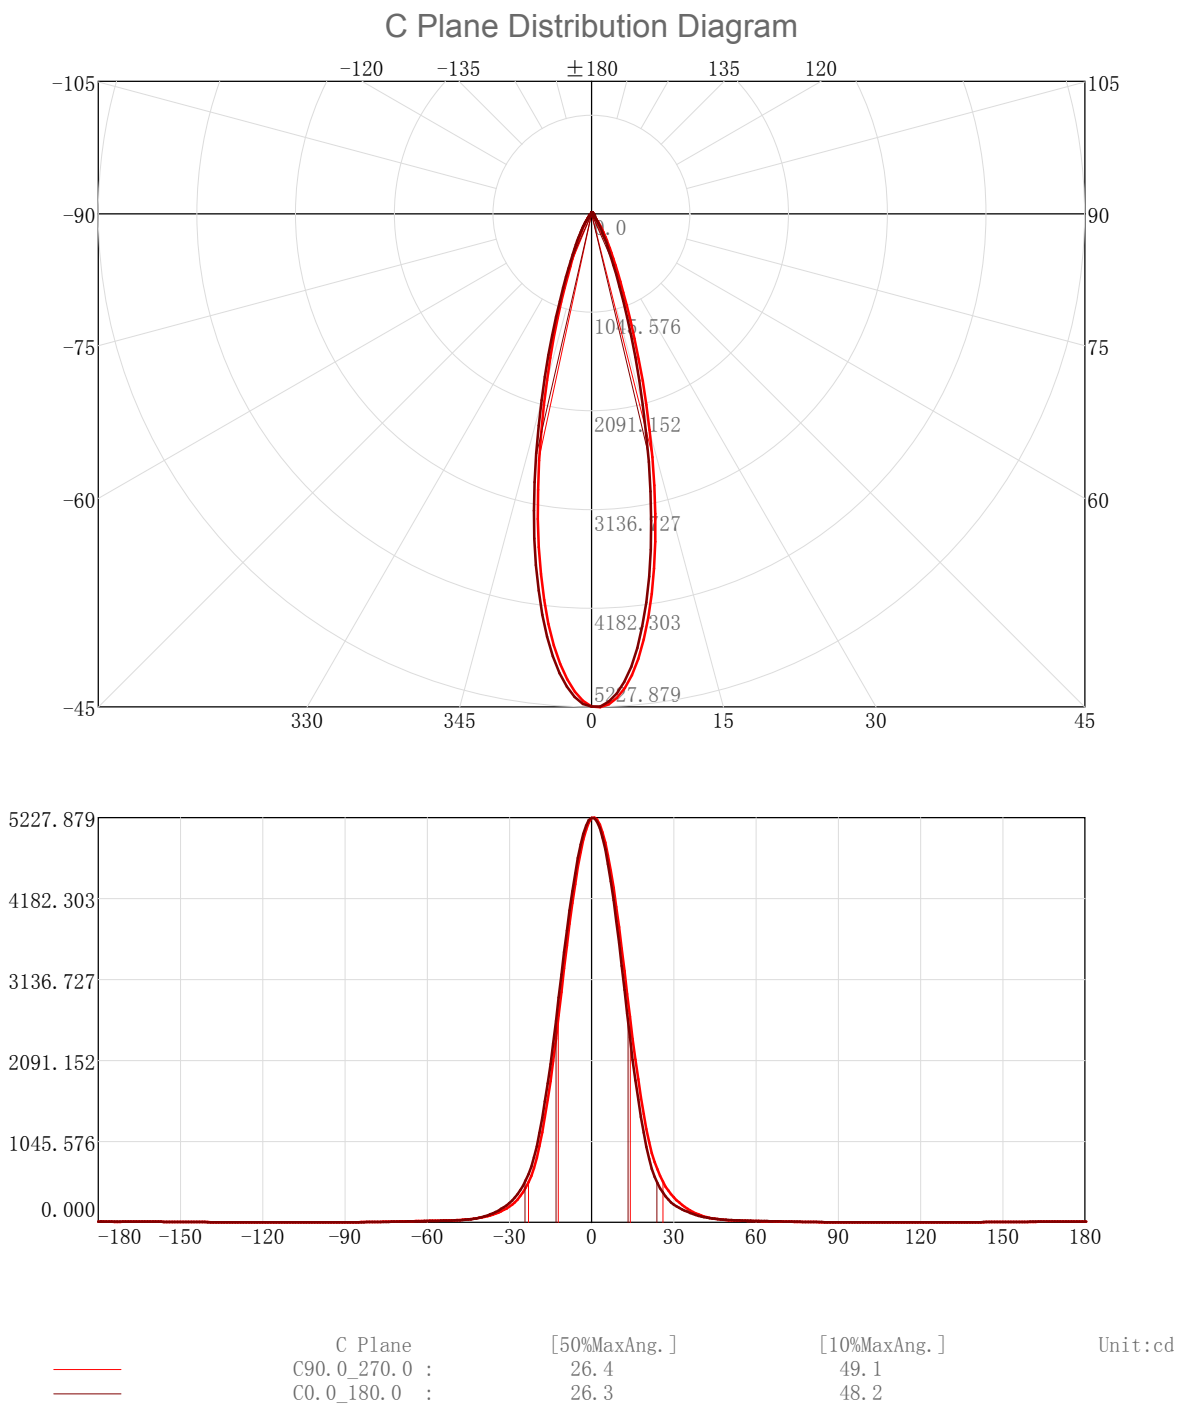 C Plane Distribution Diagram
-120 -135 ±180 135 120
-105 105
-90 90
0.0
1045.576
-75 75
2091.152
-60 60
3136.727
4182.303
5227.879
-45
330 345 0 15 30 45
5227.879
4182.303
3136.727
2091.152
1045.576
0.000
-180 -150 -120 -90 -60 -30 0 30 60 90 120 150 180
C Plane [50%MaxAng.] [10%MaxAng.] Unit:cd
C90.0_270.0 : 26.4 49.1
C0.0_180.0 : 26.3 48.2